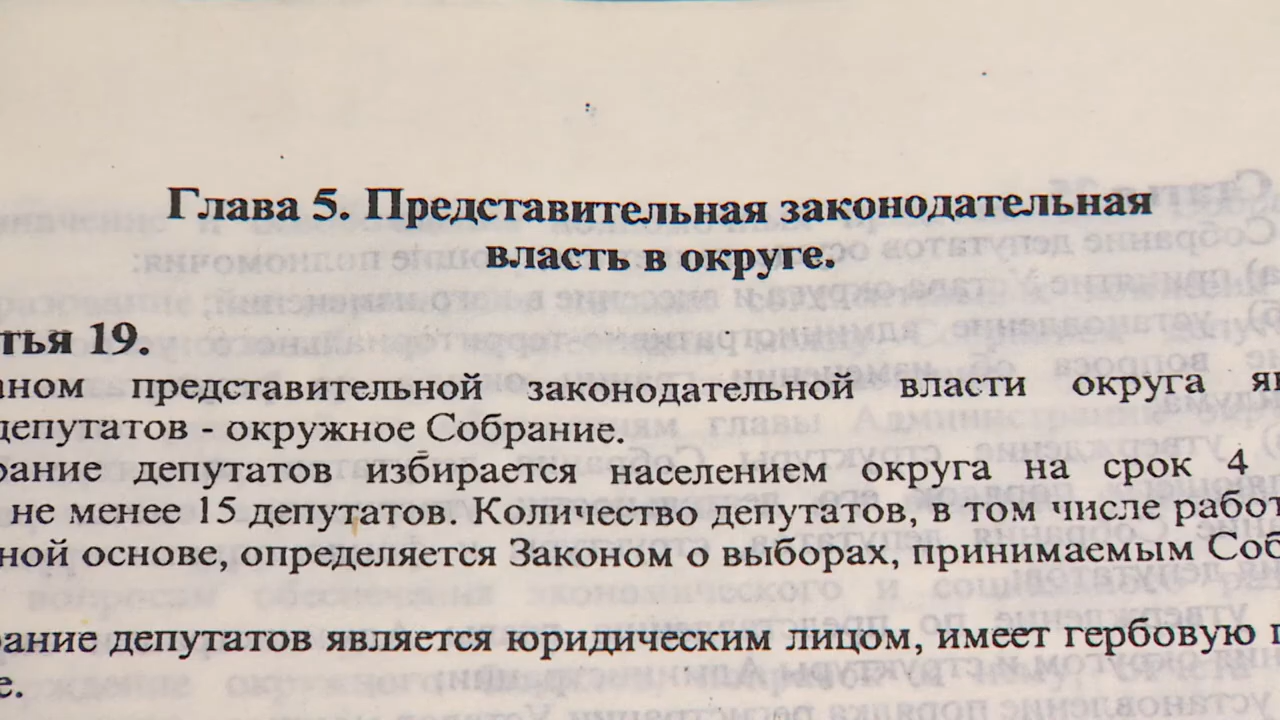 Глава 5. Представительная законодательная
власть в округе.
тья 19.
аном представительной законодательной власти округа яв
депутатов - окружное Собрание.
рание депутатов избирается населением округа на срок 4
не менее 15 депутатов. Количество депутатов, в том числе работ
ной основе, определяется Законом о выборах, принимаемым Соб
рание депутатов является юридическим лицом, имеет гербовую п
е.